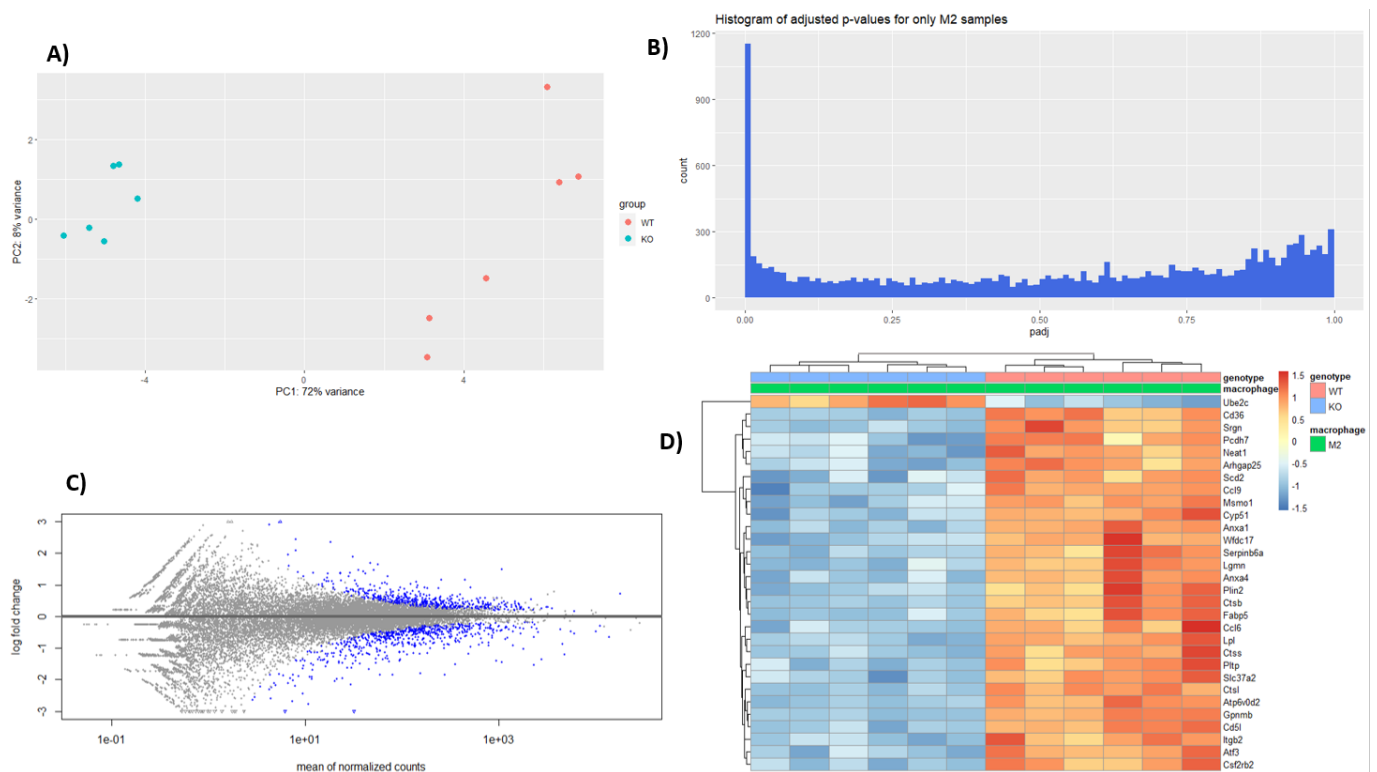 A)
2
0
-2
PC2: 8% variance
-4
0
4
PC1: 72% variance
group
WT
KO
B)
Histogram of adjusted p-values for only M2 samples
1200
900
600
300
0
count
0.00
0.25
0.50
0.75
1.00
padj
C)
3
2
1
0
-1
-2
-3
log fold change
1e-01
1e+01
1e+03
mean of normalized counts
D)
genotype
macrophage
Ube2c
Cd36
Srgn
Pcdh7
Neat1
Arhgap25
Scd2
Ccl9
Msmo1
Cyp51
Anxa1
Wfdc17
Serpinb6a
Lgmn
Anxa4
Plin2
Ctsb
Fabp5
Ccl6
Lpl
Ctss
Pltp
Slc37a2
Ctsl
Atp6v0d2
Gpnmb
Cd5l
Itgb2
Atf3
Csf2rb2
1.5
1
0.5
0
-0.5
-1
-1.5
genotype
WT
KO
macrophage
M2